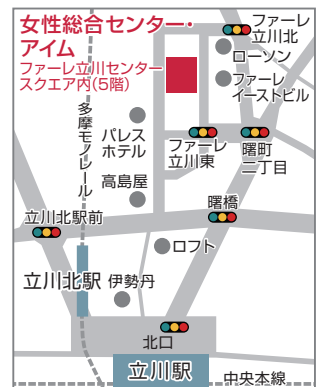 女性総合センター・
アイム
ファーレ立川センター
スクエア内(5階)
ファーレ
立川北
ローソン
ファーレ
イーストビル
多摩モノレール
パレス
ホテル
ファーレ
立川東
曙町
二丁目
高島屋
立川北駅前
曙橋
ロフト
立川北駅
伊勢丹
北口
立川駅
中央本線